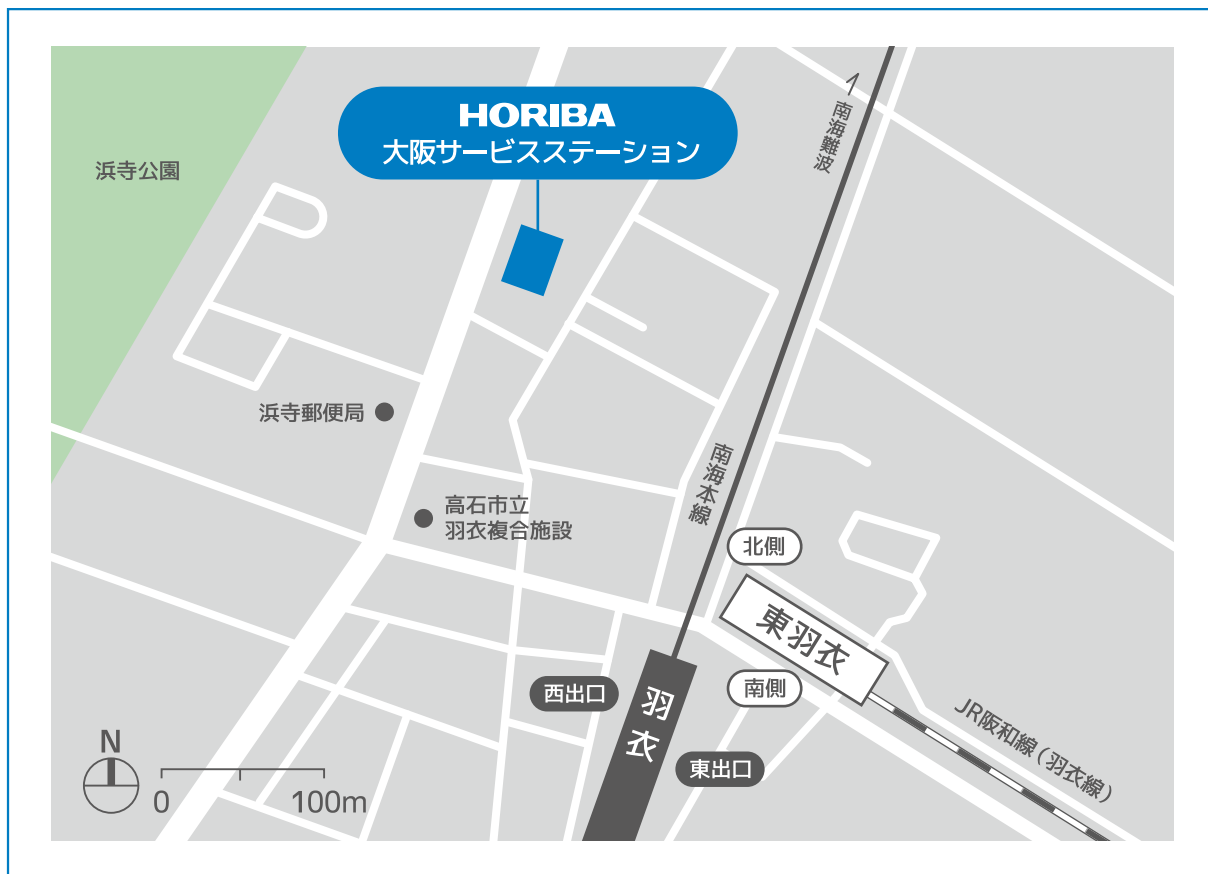 HORIBA
大阪サービスステーション
南海難波
浜寺公園
浜寺郵便局
南海本線
高石市立
羽衣複合施設
北側
東羽衣
西出口
羽衣
南側
東出口
JR阪和線(羽衣線)
N
0 100m